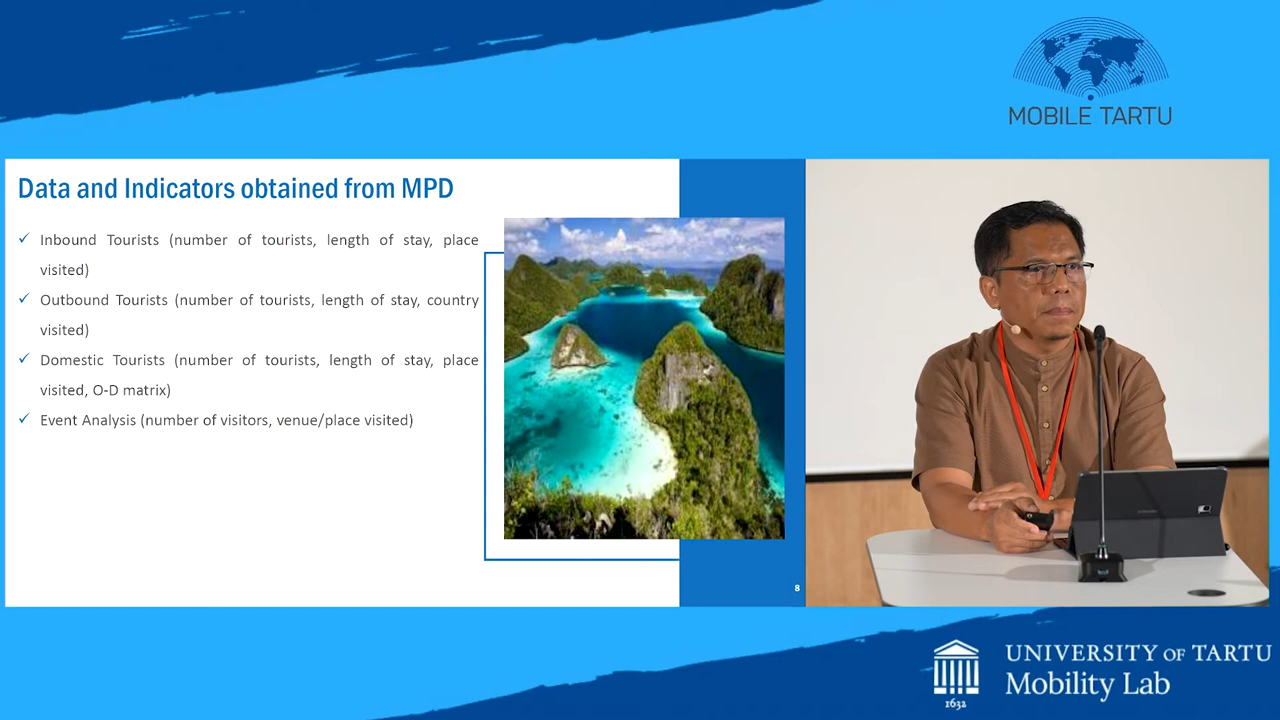 MOBILE TARTU
Data and Indicators obtained from MPD
✓ Inbound Tourists (number of tourists, length of stay, place
visited)
✓ Outbound Tourists (number of tourists, length of stay, country
visited)
✓ Domestic Tourists (number of tourists, length of stay, place
visited, O-D matrix)
✓ Event Analysis (number of visitors, venue/place visited)
8
UNIVERSITY OF TARTU
Mobility Lab
1632